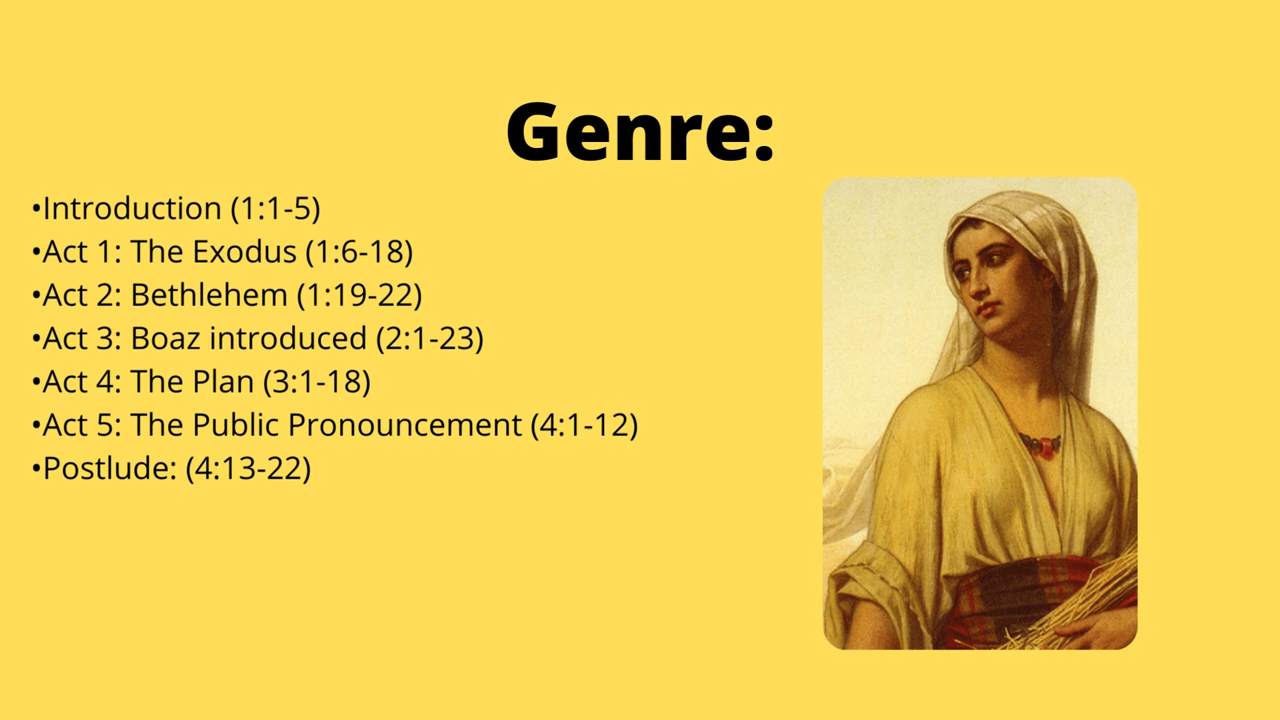 Genre:
•Introduction (1:1-5)
•Act 1: The Exodus (1:6-18)
•Act 2: Bethlehem (1:19-22)
•Act 3: Boaz introduced (2:1-23)
•Act 4: The Plan (3:1-18)
•Act 5: The Public Pronouncement (4:1-12)
•Postlude: (4:13-22)